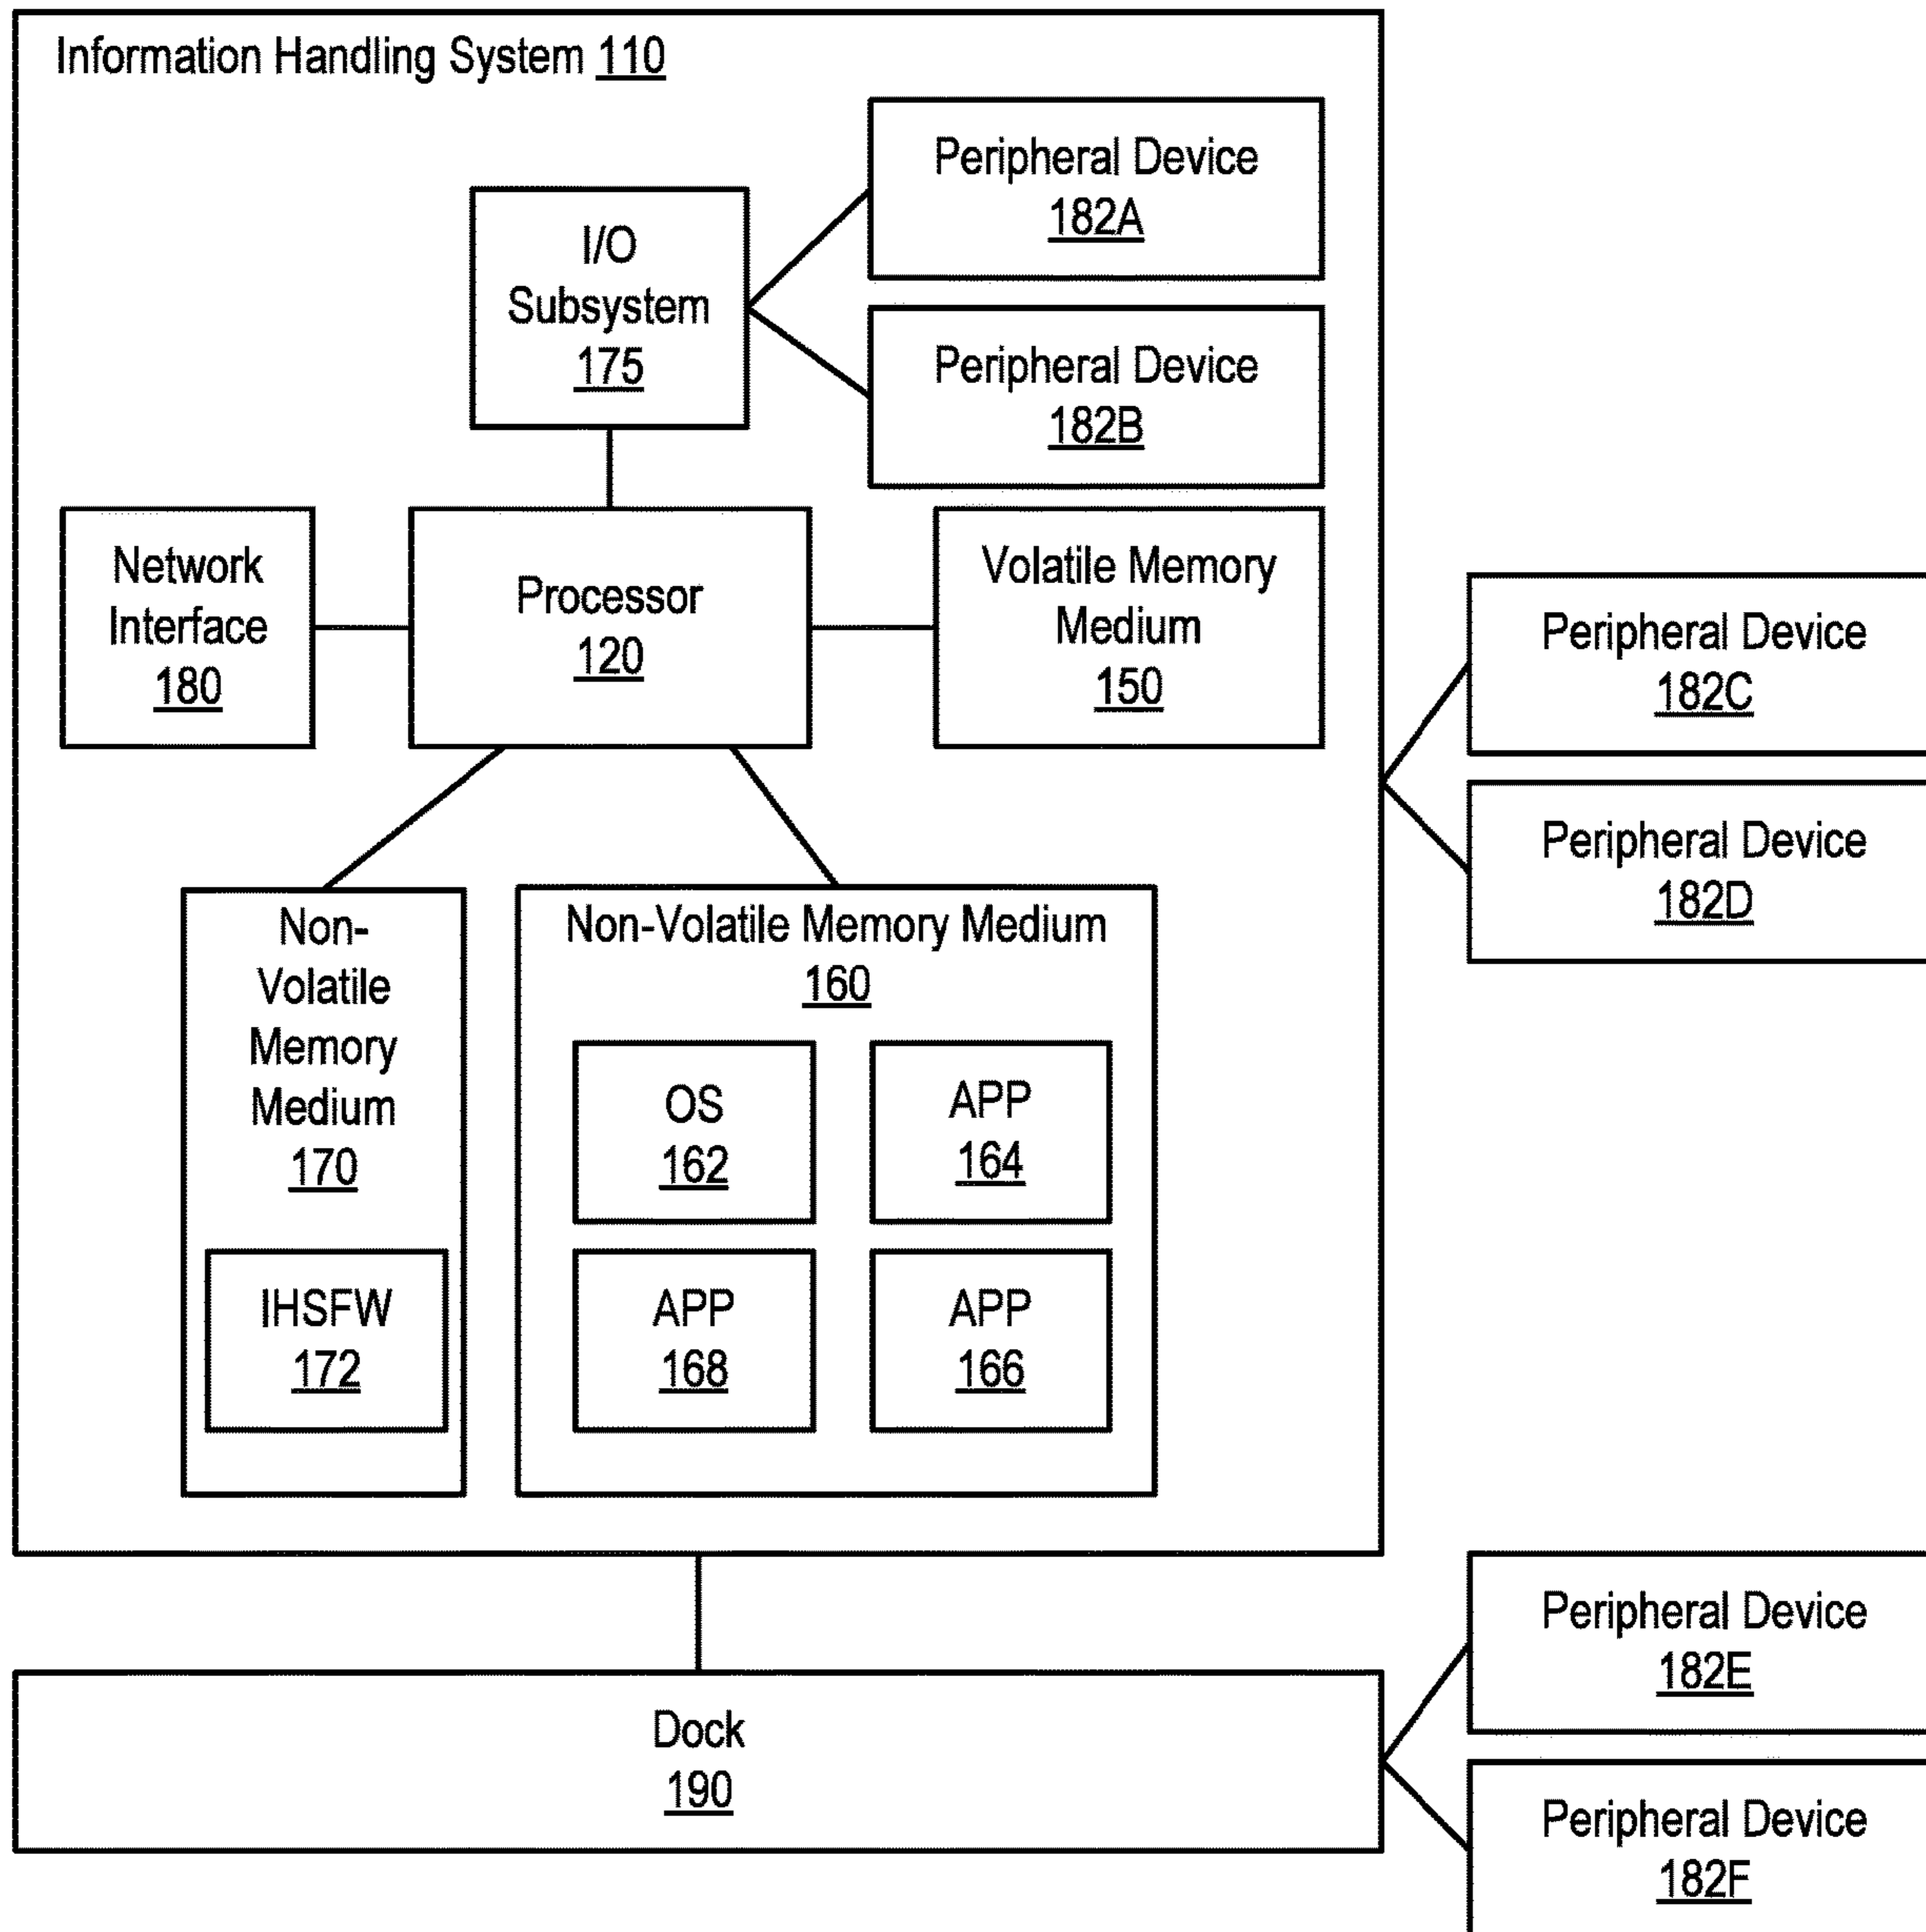 Information Handling System 110
Peripheral Device
182A
I/O
Subsystem
175
Peripheral Device
182B
Network
Interface
180
Processor
120
Volatile Memory
Medium
150
Peripheral Device
182C
Peripheral Device
182D
Non-
Volatile
Memory
Medium
170
IHSFW
172
Non-Volatile Memory Medium
160
OS
162
APP
164
APP
168
APP
166
Dock
190
Peripheral Device
182E
Peripheral Device
182F